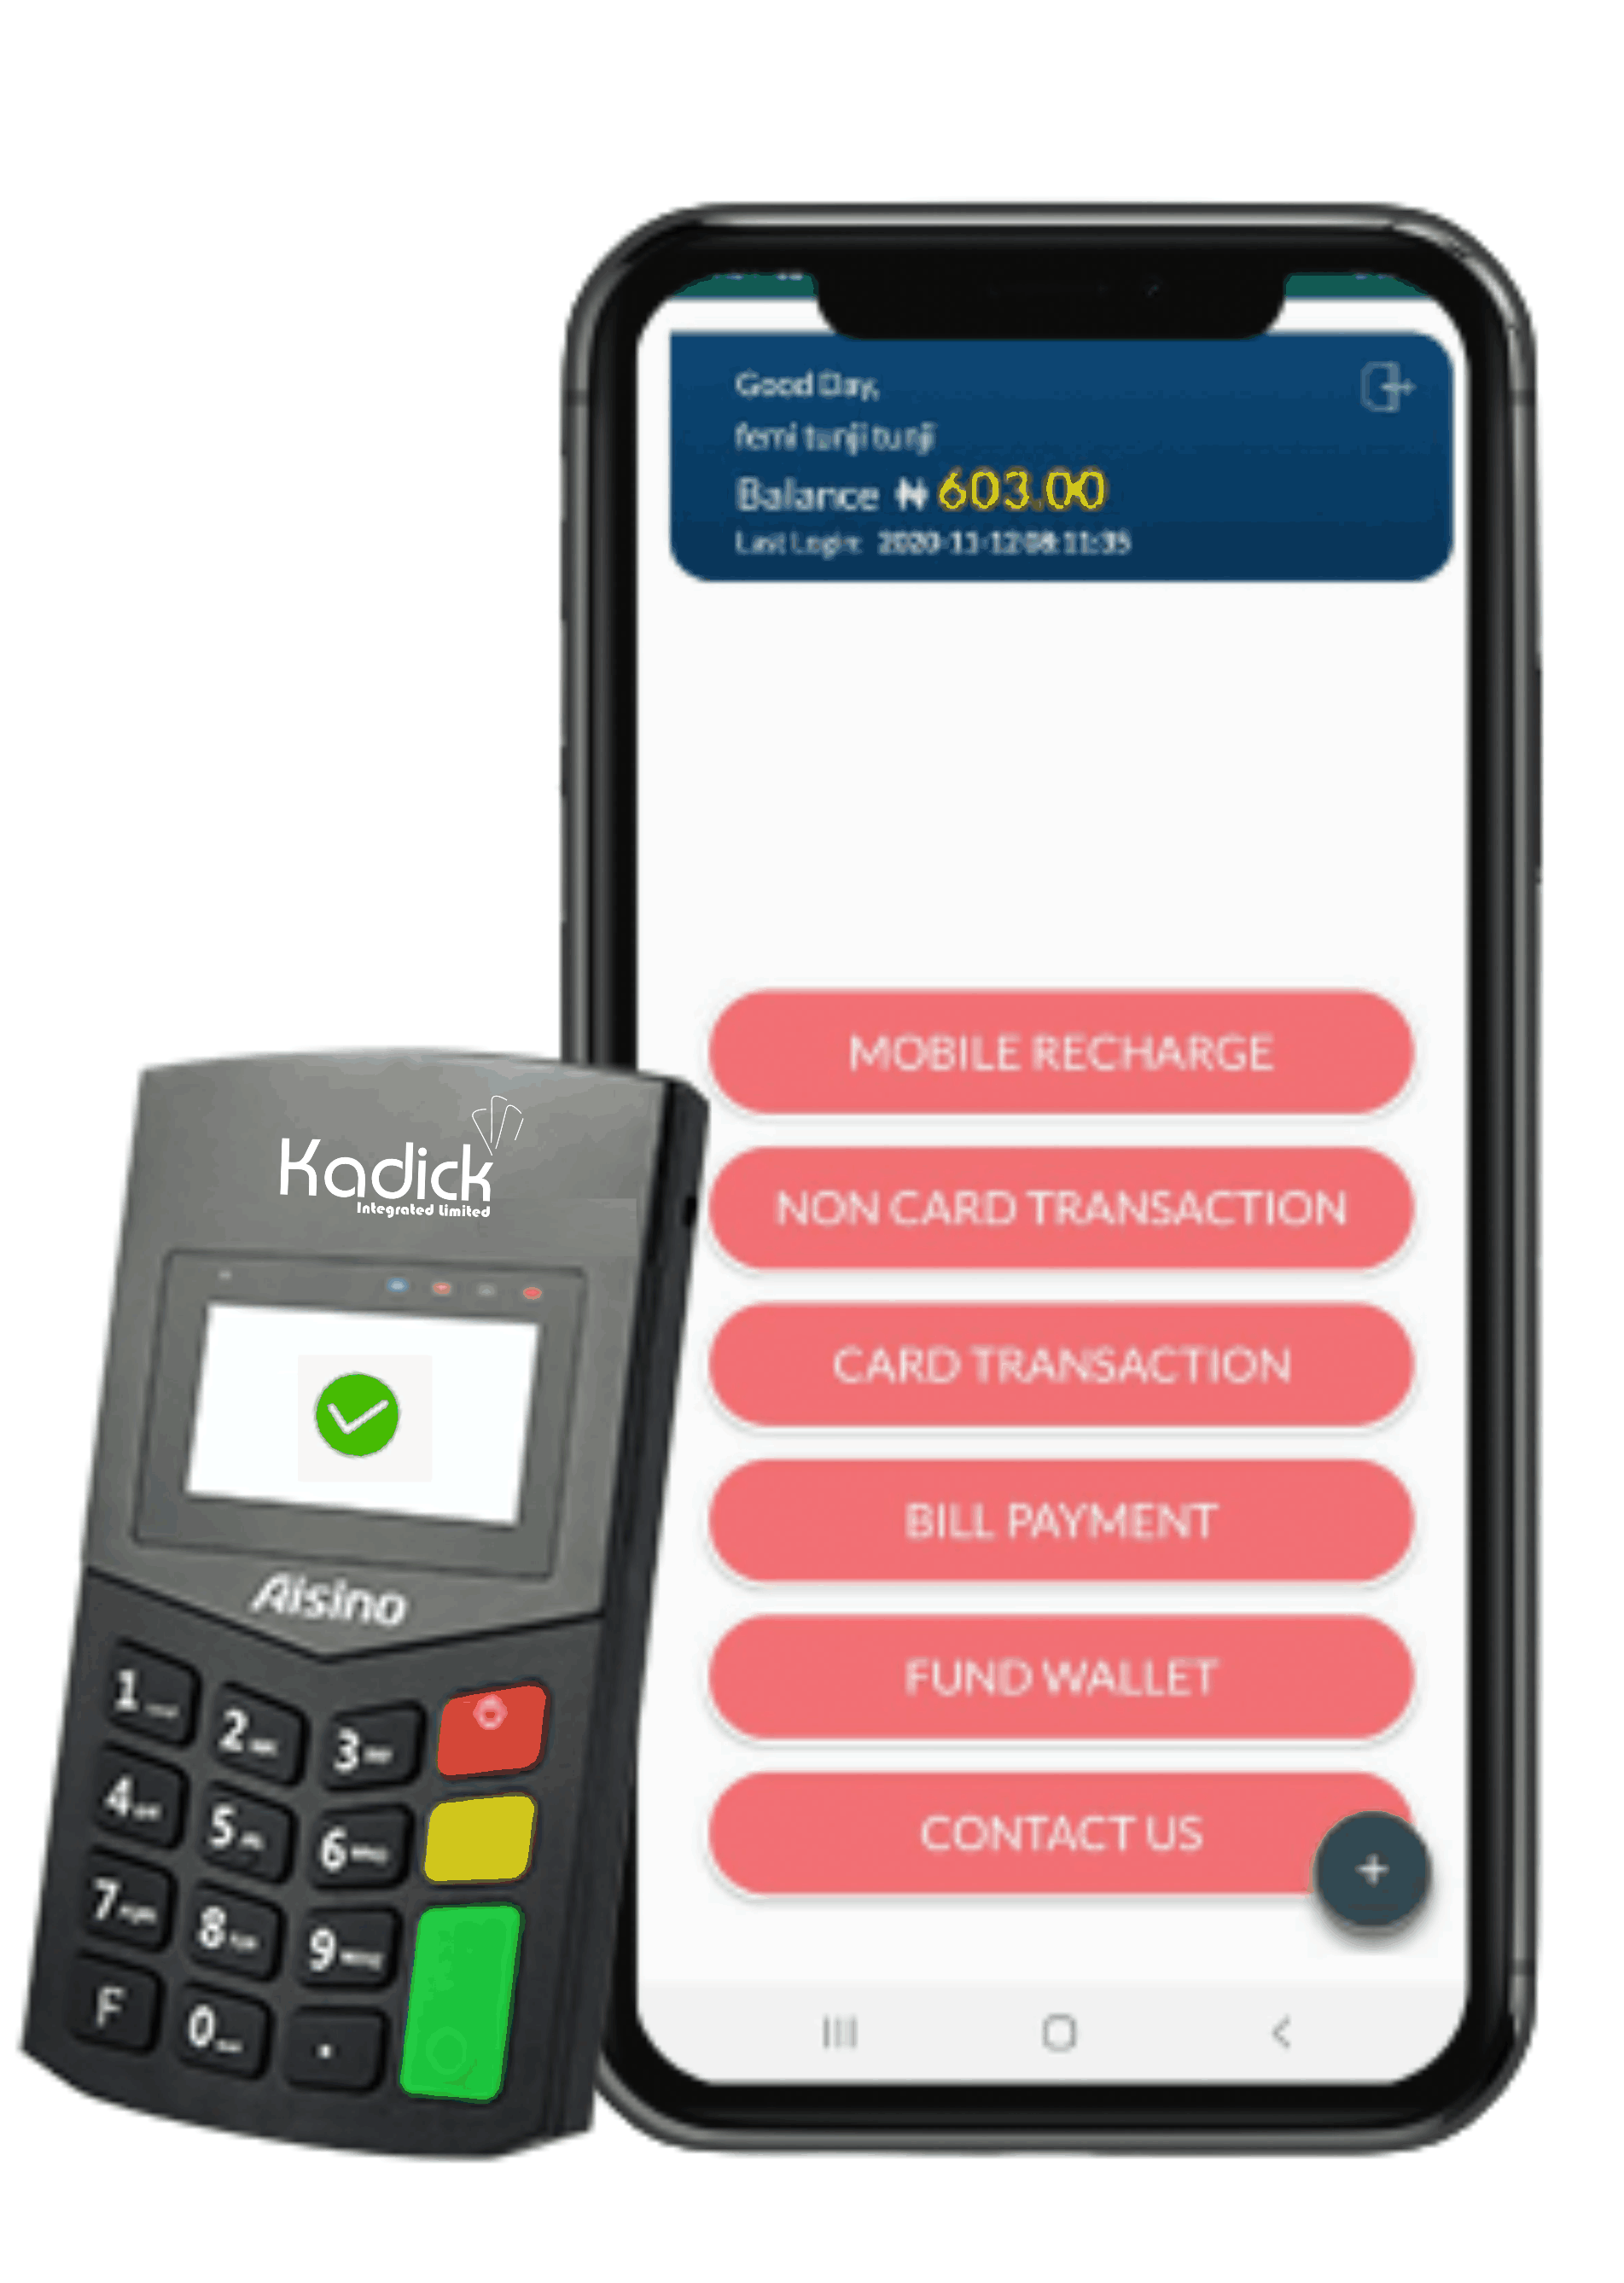 Good Day,
femi tunji tunji
Balance ₦ 603.00
Last Login: 2020-11-12 08:11:35
MOBILE RECHARGE
NON CARD TRANSACTION
CARD TRANSACTION
BILL PAYMENT
FUND WALLET
CONTACT US
+
Kadick
Integrated Limited
Aisino
1
2
3
4
5
6
7
8
9
F
0
.